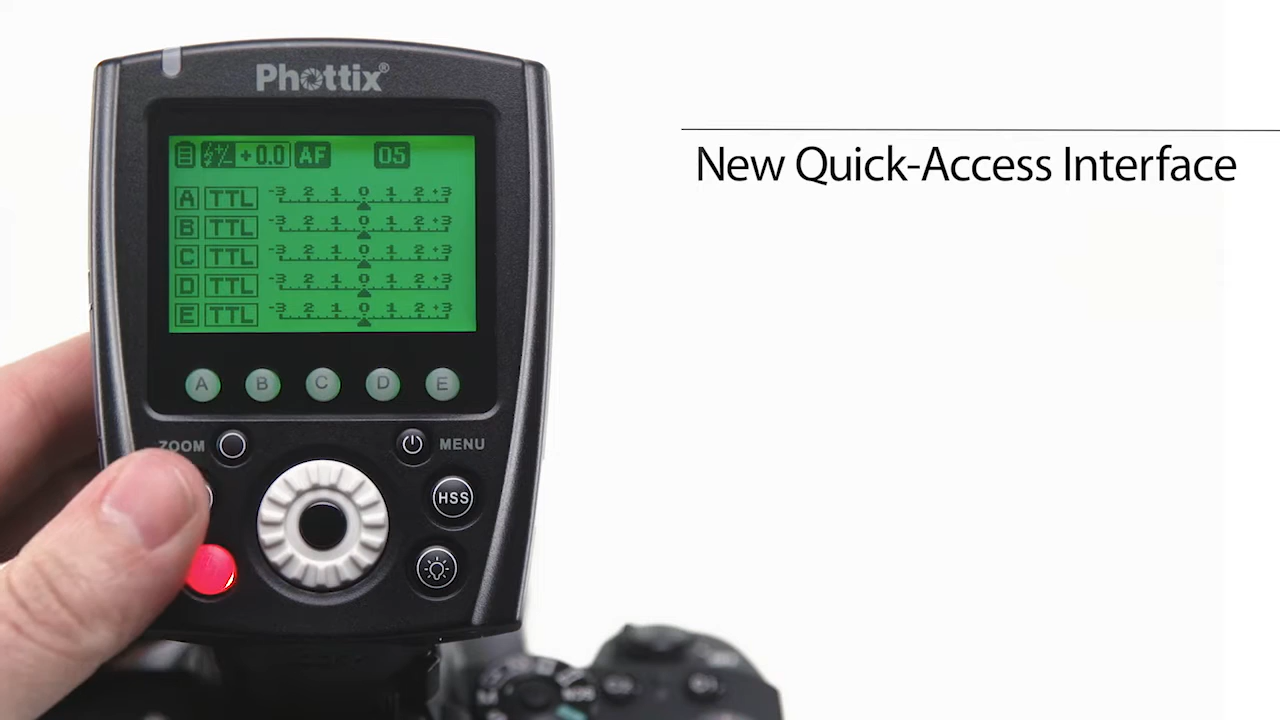 Phottix®
New Quick-Access Interface
+/- +0.0 AF 05
A TTL -3 2 1 0 1 2 +3
B TTL -3 2 1 0 1 2 +3
C TTL -3 2 1 0 1 2 +3
D TTL -3 2 1 0 1 2 +3
E TTL -3 2 1 0 1 2 +3
A B C D E
ZOOM MENU
HSS